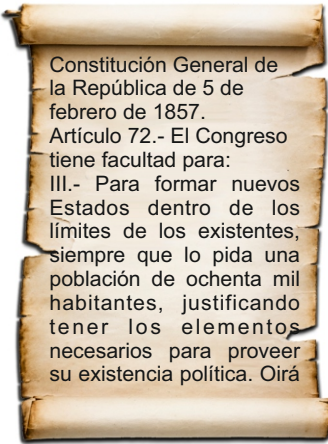 Constitución General de
la República de 5 de
febrero de 1857.
Artículo 72.- El Congreso
tiene facultad para:
III.- Para formar nuevos
Estados dentro de los
límites de los existentes,
siempre que lo pida una
población de ochenta mil
habitantes, justificando
tener los elementos
necesarios para proveer
su existencia política. Oirá